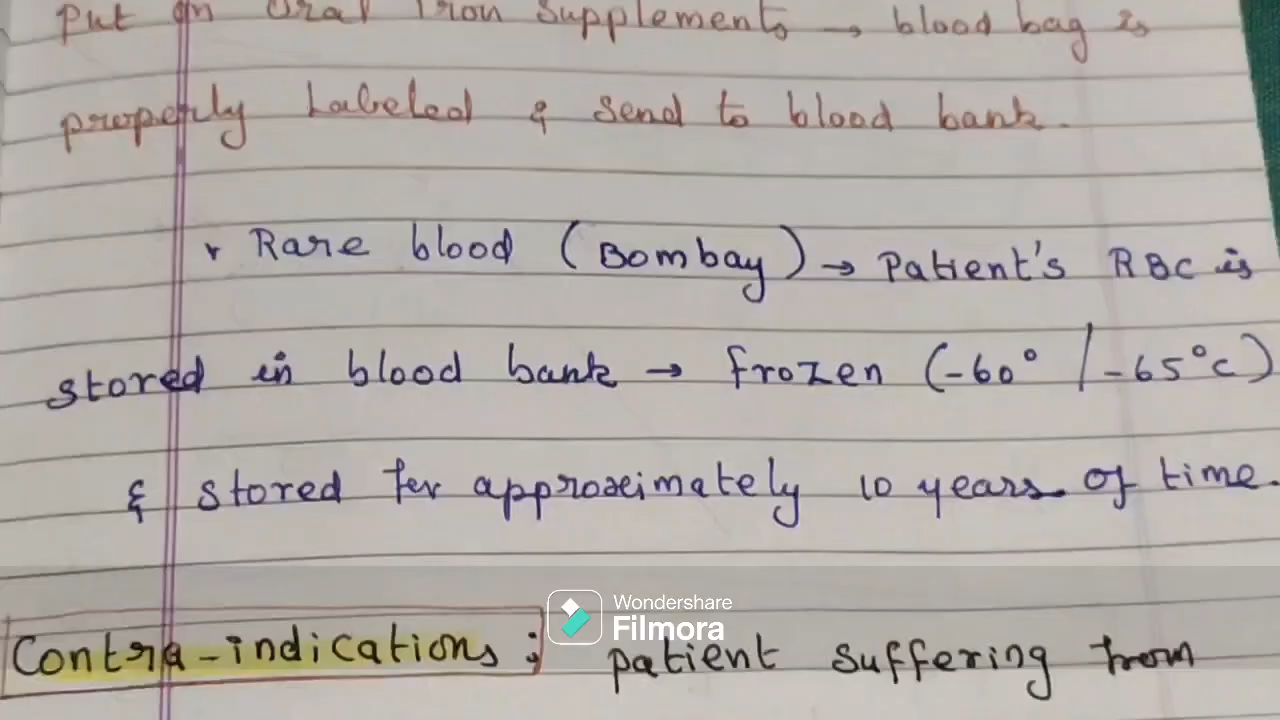 Put on oral iron supplements → blood bag is
properly Labeled & send to blood bank.
Rare blood (Bombay) → Patient's RBC is
stored in blood bank → frozen (-60° / -65°c)
& stored for approximately 10 years of time.
Wondershare
Filmora
Contra-indications : patient suffering from